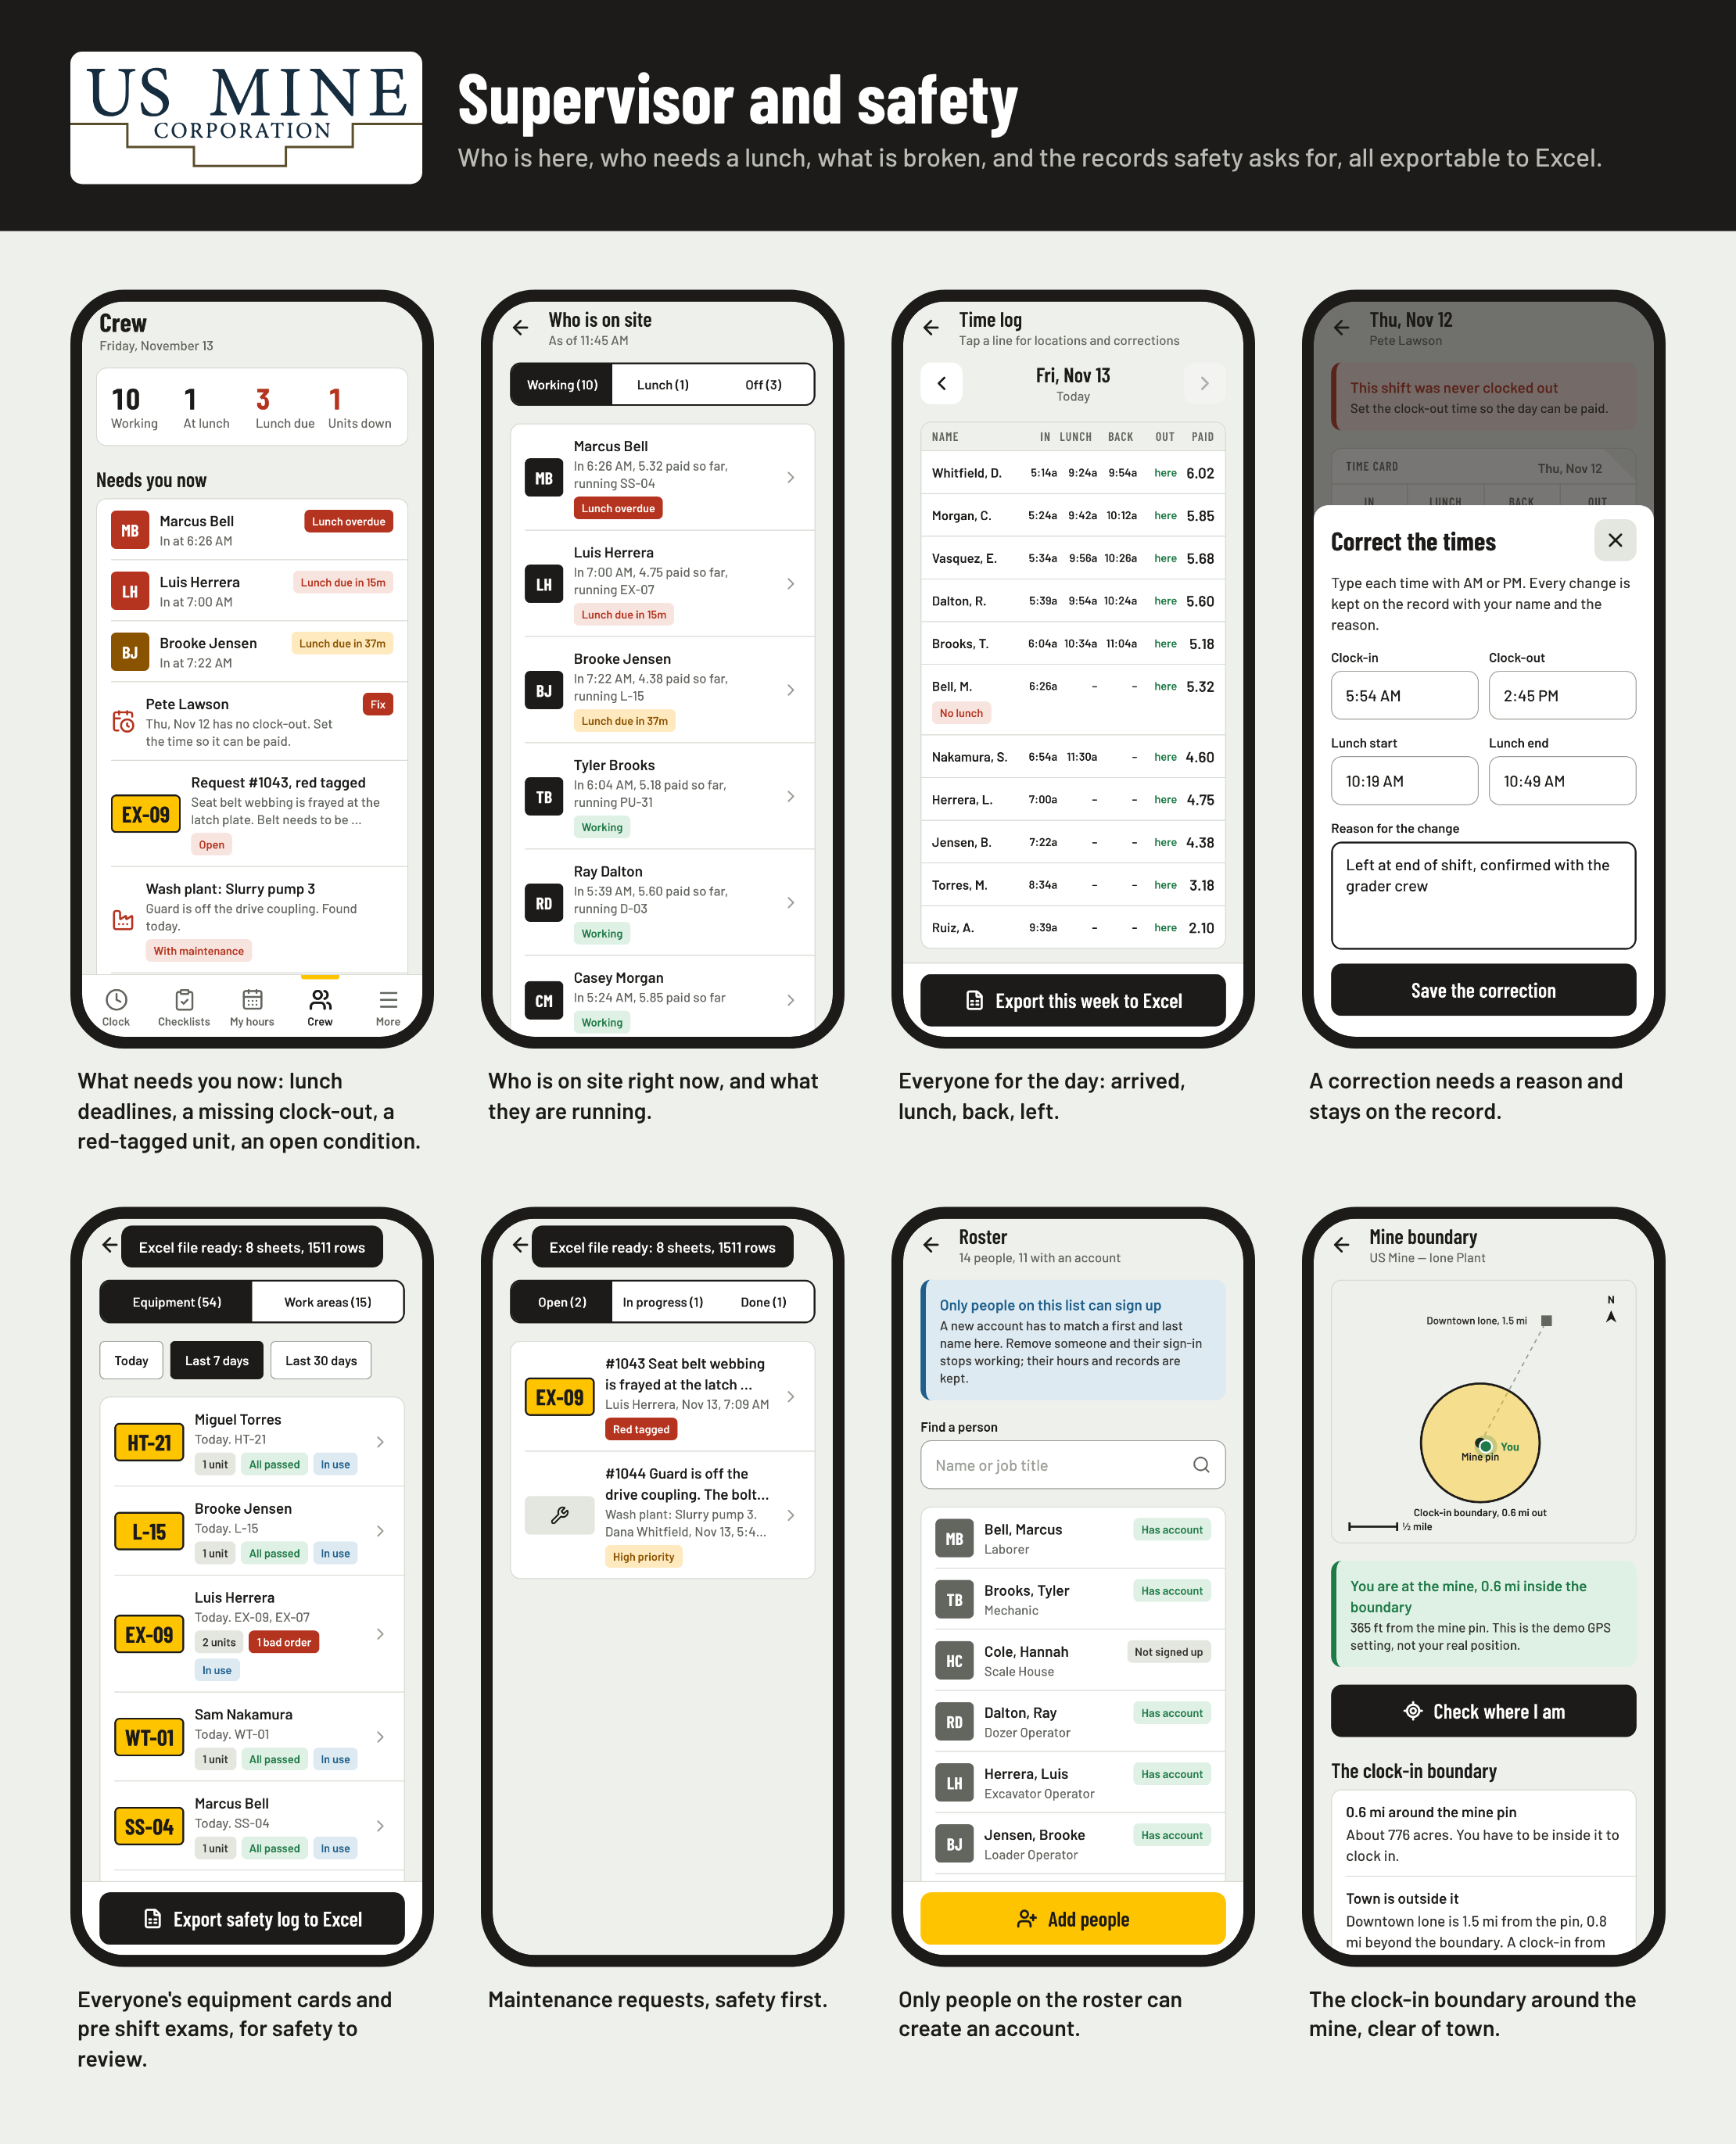 US MINE
CORPORATION
Supervisor and safety
Who is here, who needs a lunch, what is broken, and the records safety asks for, all exportable to Excel.
Crew
Friday, November 13
10 1 3 1
Working At lunch Lunch due Units down
Needs you now
MB Marcus Bell Lunch overdue
In at 6:26 AM
LH Luis Herrera Lunch due in 15m
In at 7:00 AM
BJ Brooke Jensen Lunch due in 37m
In at 7:22 AM
Pete Lawson Fix
Thu, Nov 12 has no clock-out. Set
the time so it can be paid.
EX-09 Request #1043, red tagged
Seat belt webbing is frayed at the
latch plate. Belt needs to be ...
Open
Wash plant: Slurry pump 3
Guard is off the drive coupling. Found
today.
With maintenance
Clock Checklists My hours Crew More
What needs you now: lunch
deadlines, a missing clock-out, a
red-tagged unit, an open condition.
Who is on site
As of 11:45 AM
Working (10) Lunch (1) Off (3)
MB Marcus Bell
In 6:26 AM, 5.32 paid so far,
running SS-04
Lunch overdue
LH Luis Herrera
In 7:00 AM, 4.75 paid so far,
running EX-07
Lunch due in 15m
BJ Brooke Jensen
In 7:22 AM, 4.38 paid so far,
running L-15
Lunch due in 37m
TB Tyler Brooks
In 6:04 AM, 5.18 paid so far,
running PU-31
Working
RD Ray Dalton
In 5:39 AM, 5.60 paid so far,
running D-03
Working
CM Casey Morgan
In 5:24 AM, 5.85 paid so far
Working
Who is on site right now, and what
they are running.
Time log
Tap a line for locations and corrections
Fri, Nov 13
Today
NAME IN LUNCH BACK OUT PAID
Whitfield, D. 5:14a 9:24a 9:54a here 6.02
Morgan, C. 5:24a 9:42a 10:12a here 5.85
Vasquez, E. 5:34a 9:56a 10:26a here 5.68
Dalton, R. 5:39a 9:54a 10:24a here 5.60
Brooks, T. 6:04a 10:34a 11:04a here 5.18
Bell, M. 6:26a - - here 5.32
No lunch
Nakamura, S. 6:54a 11:30a - here 4.60
Herrera, L. 7:00a - - here 4.75
Jensen, B. 7:22a - - here 4.38
Torres, M. 8:34a - - here 3.18
Ruiz, A. 9:39a - - here 2.10
Export this week to Excel
Everyone for the day: arrived,
lunch, back, left.
Thu, Nov 12
Pete Lawson
This shift was never clocked out
Set the clock-out time so the day can be paid.
TIME CARD Thu, Nov 12
IN LUNCH BACK OUT
Correct the times
Type each time with AM or PM. Every change is
kept on the record with your name and the
reason.
Clock-in Clock-out
5:54 AM 2:45 PM
Lunch start Lunch end
10:19 AM 10:49 AM
Reason for the change
Left at end of shift, confirmed with the
grader crew
Save the correction
A correction needs a reason and
stays on the record.
Excel file ready: 8 sheets, 1511 rows
Equipment (54) Work areas (15)
Today Last 7 days Last 30 days
HT-21 Miguel Torres
Today. HT-21
1 unit All passed In use
L-15 Brooke Jensen
Today. L-15
1 unit All passed In use
EX-09 Luis Herrera
Today. EX-09, EX-07
2 units 1 bad order
In use
WT-01 Sam Nakamura
Today. WT-01
1 unit All passed In use
SS-04 Marcus Bell
Today. SS-04
1 unit All passed In use
Export safety log to Excel
Everyone's equipment cards and
pre shift exams, for safety to
review.
Excel file ready: 8 sheets, 1511 rows
Open (2) In progress (1) Done (1)
EX-09 #1043 Seat belt webbing
is frayed at the latch ...
Luis Herrera, Nov 13, 7:09 AM
Red tagged
#1044 Guard is off the
drive coupling. The bolt...
Wash plant: Slurry pump 3.
Dana Whitfield, Nov 13, 5:4...
High priority
Maintenance requests, safety first.
Roster
14 people, 11 with an account
Only people on this list can sign up
A new account has to match a first and last
name here. Remove someone and their sign-in
stops working; their hours and records are
kept.
Find a person
Name or job title
MB Bell, Marcus Has account
Laborer
TB Brooks, Tyler Has account
Mechanic
HC Cole, Hannah Not signed up
Scale House
RD Dalton, Ray Has account
Dozer Operator
LH Herrera, Luis Has account
Excavator Operator
BJ Jensen, Brooke Has account
Loader Operator
Add people
Only people on the roster can
create an account.
Mine boundary
US Mine — Ione Plant
N
Downtown Ione, 1.5 mi
You
Mine pin
Clock-in boundary, 0.6 mi out
½ mile
You are at the mine, 0.6 mi inside the
boundary
365 ft from the mine pin. This is the demo GPS
setting, not your real position.
Check where I am
The clock-in boundary
0.6 mi around the mine pin
About 776 acres. You have to be inside it to
clock in.
Town is outside it
Downtown Ione is 1.5 mi from the pin, 0.8
mi beyond the boundary. A clock-in from
The clock-in boundary around the
mine, clear of town.